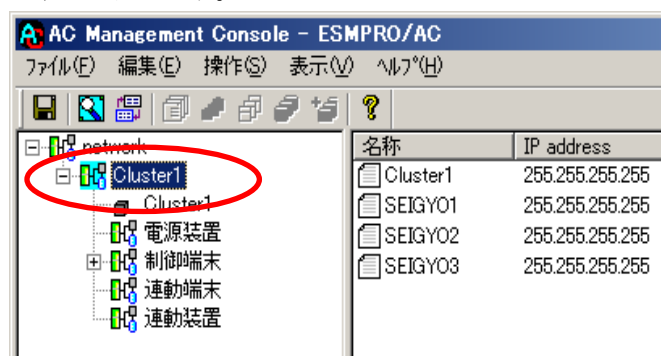 AC Management Console - ESMPRO/AC
ﾌｧｲﾙ(F) 編集(E) 操作(S) 表示(V) ﾍﾙﾌﾟ(H)
名称 IP address
network
Cluster1
Cluster1
電源装置
制御端末
連動端末
連動装置
Cluster1 255.255.255.255
SEIGYO1 255.255.255.255
SEIGYO2 255.255.255.255
SEIGYO3 255.255.255.255